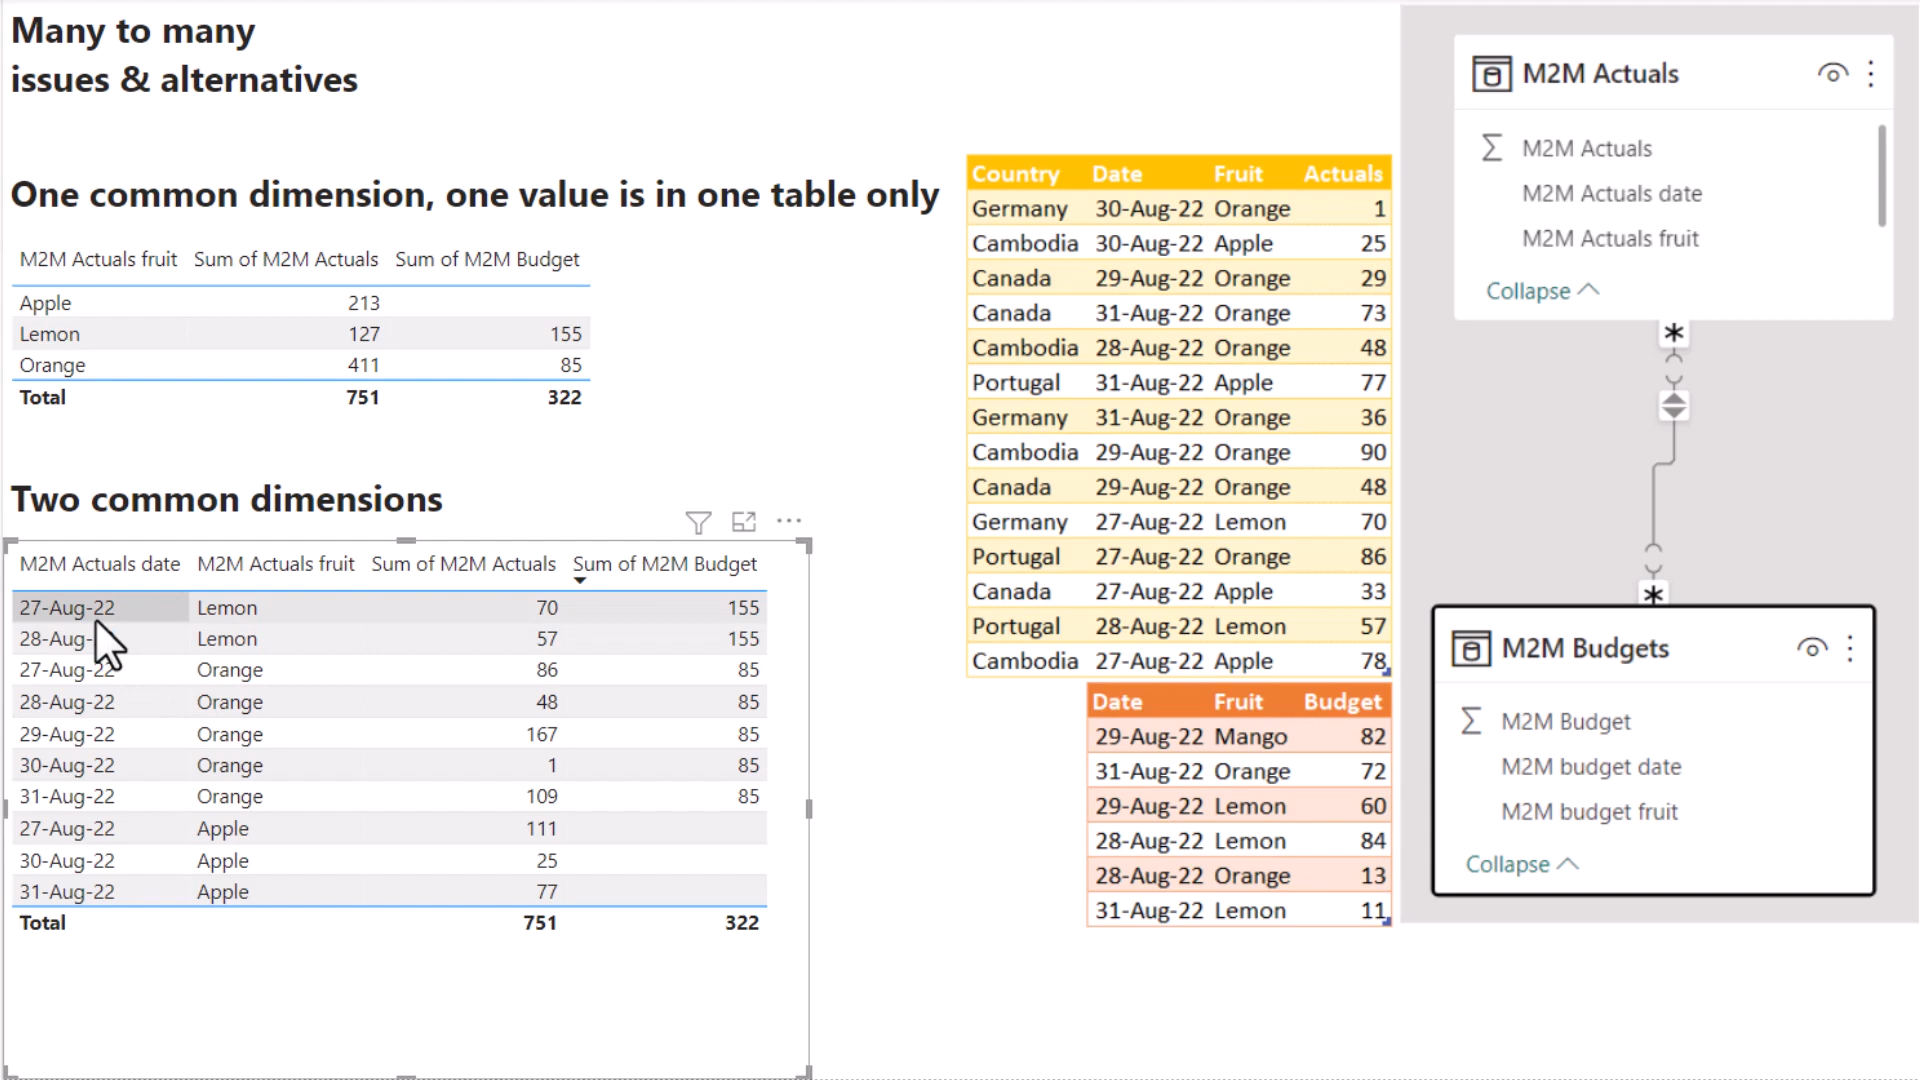 Many to many
issues & alternatives
One common dimension, one value is in one table only
M2M Actuals fruit Sum of M2M Actuals Sum of M2M Budget
Apple 213
Lemon 127 155
Orange 411 85
Total 751 322
Two common dimensions
M2M Actuals date M2M Actuals fruit Sum of M2M Actuals Sum of M2M Budget
27-Aug-22 Lemon 70 155
28-Aug- Lemon 57 155
27-Aug-22 Orange 86 85
28-Aug-22 Orange 48 85
29-Aug-22 Orange 167 85
30-Aug-22 Orange 1 85
31-Aug-22 Orange 109 85
27-Aug-22 Apple 111
30-Aug-22 Apple 25
31-Aug-22 Apple 77
Total 751 322
Country Date Fruit Actuals
Germany 30-Aug-22 Orange 1
Cambodia 30-Aug-22 Apple 25
Canada 29-Aug-22 Orange 29
Canada 31-Aug-22 Orange 73
Cambodia 28-Aug-22 Orange 48
Portugal 31-Aug-22 Apple 77
Germany 31-Aug-22 Orange 36
Cambodia 29-Aug-22 Orange 90
Canada 29-Aug-22 Orange 48
Germany 27-Aug-22 Lemon 70
Portugal 27-Aug-22 Orange 86
Canada 27-Aug-22 Apple 33
Portugal 28-Aug-22 Lemon 57
Cambodia 27-Aug-22 Apple 78
Date Fruit Budget
29-Aug-22 Mango 82
31-Aug-22 Orange 72
29-Aug-22 Lemon 60
28-Aug-22 Lemon 84
28-Aug-22 Orange 13
31-Aug-22 Lemon 11
M2M Actuals
∑ M2M Actuals
M2M Actuals date
M2M Actuals fruit
Collapse
*
*
M2M Budgets
∑ M2M Budget
M2M budget date
M2M budget fruit
Collapse